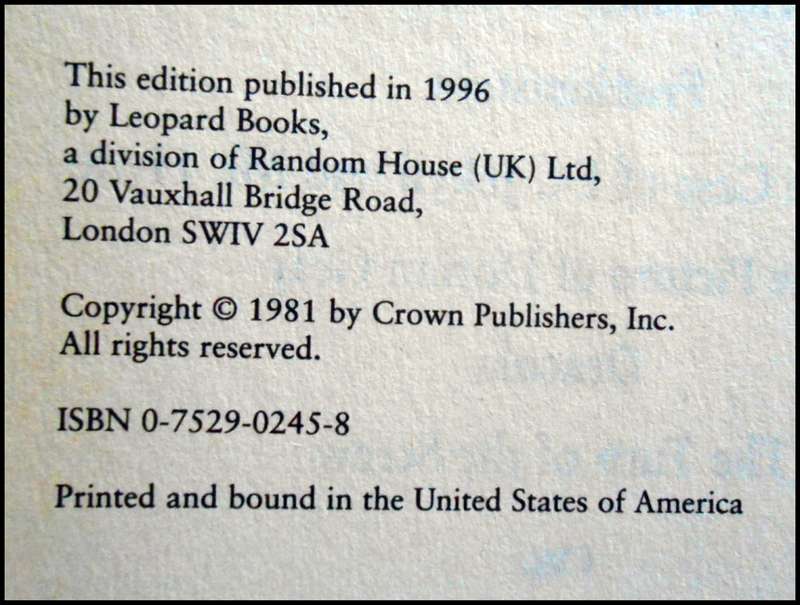 This edition published in 1996
by Leopard Books,
a division of Random House (UK) Ltd,
20 Vauxhall Bridge Road,
London SWIV 2SA
Copyright © 1981 by Crown Publishers, Inc.
All rights reserved.
ISBN 0-7529-0245-8
Printed and bound in the United States of America